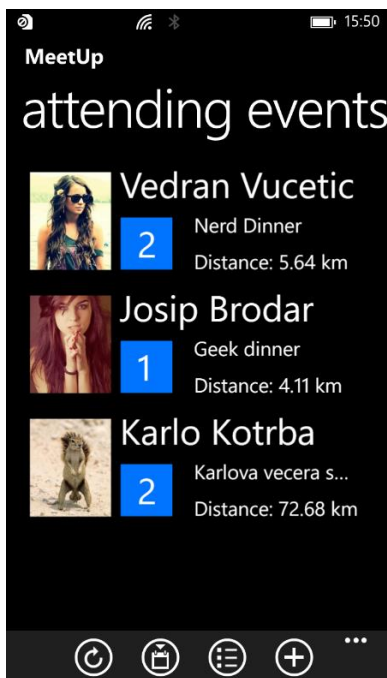 15:50
MeetUp
attending events
Vedran Vucetic
2
Nerd Dinner
Distance: 5.64 km
Josip Brodar
1
Geek dinner
Distance: 4.11 km
Karlo Kotrba
2
Karlova vecera s...
Distance: 72.68 km